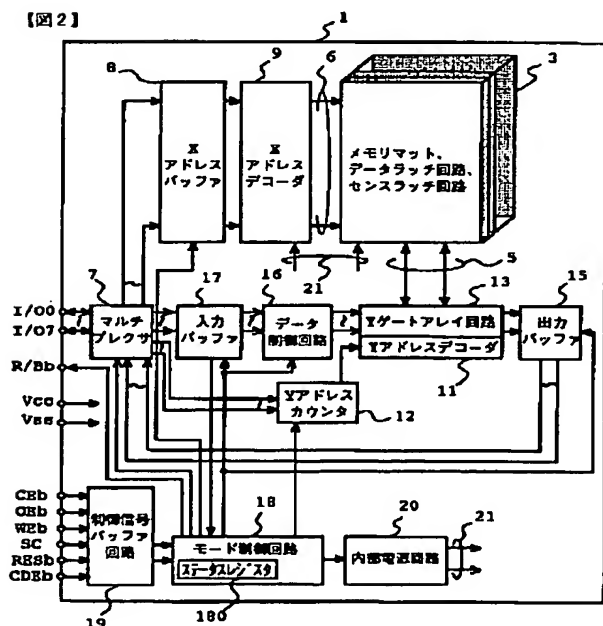 【図2】
1
8
9
6
3
X
アドレス
バッファ
X
アドレス
デコーダ
メモリマット、
データラッチ回路、
センスラッチ回路
7
17
16
21
5
13
15
I/O0
I/O7
マルチ
プレクサ
入力
バッファ
データ
制御回路
Yゲートアレイ回路
Yアドレスデコーダ
出力
バッファ
R/Bb
Vcc
Vss
Yアドレス
カウンタ
12
11
CEb
OEb
WEb
SC
RESb
CDEb
制御信号
バッファ
回路
18
モード制御回路
ステータスレジスタ
20
内部電源回路
21
19
180